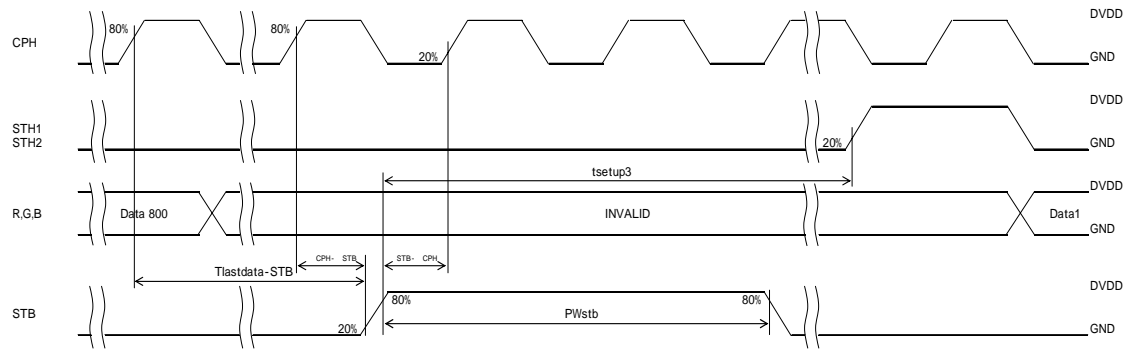 DVDD
CPH 80% 80%
20% GND
DVDD
STH1
STH2 20% GND
tsetup3
DVDD
R,G,B Data 800 INVALID Data1
GND
CPH- STB STB- CPH
Tlastdata-STB
DVDD
80% 80%
STB PWstb
20% GND